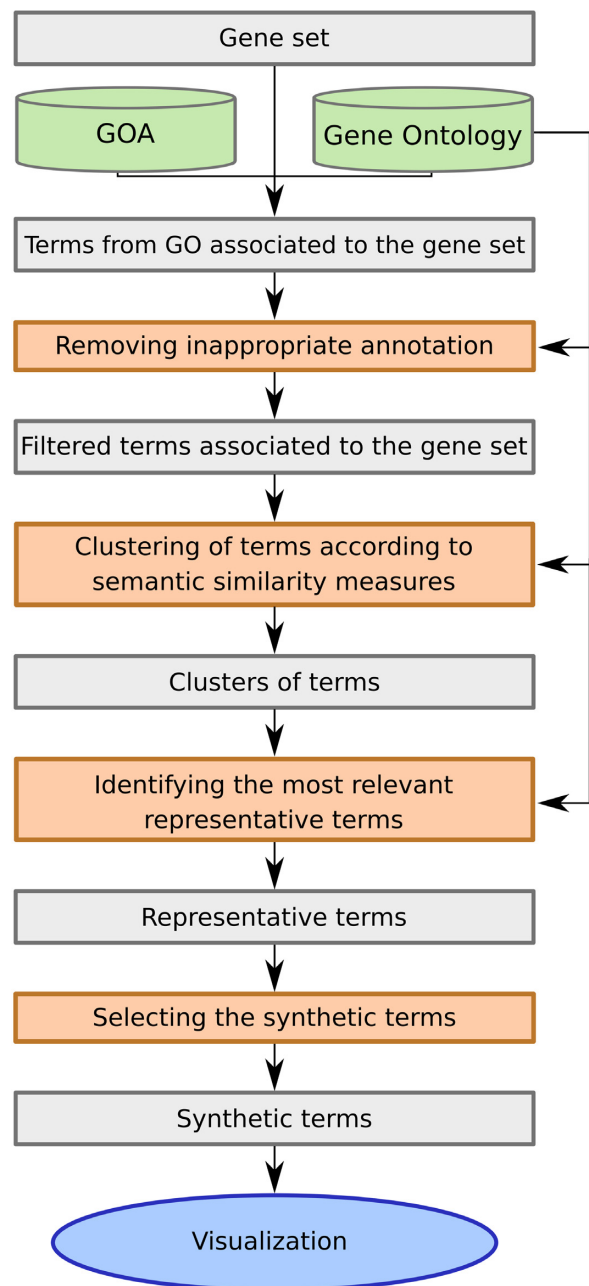 Gene set
GOA
Gene Ontology
Terms from GO associated to the gene set
Removing inappropriate annotation
Filtered terms associated to the gene set
Clustering of terms according to
semantic similarity measures
Clusters of terms
Identifying the most relevant
representative terms
Representative terms
Selecting the synthetic terms
Synthetic terms
Visualization